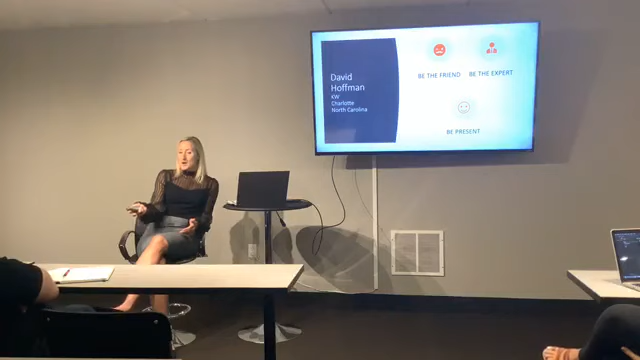 David
Hoffman
KW
Charlotte
North Carolina
BE THE FRIEND
BE THE EXPERT
BE PRESENT